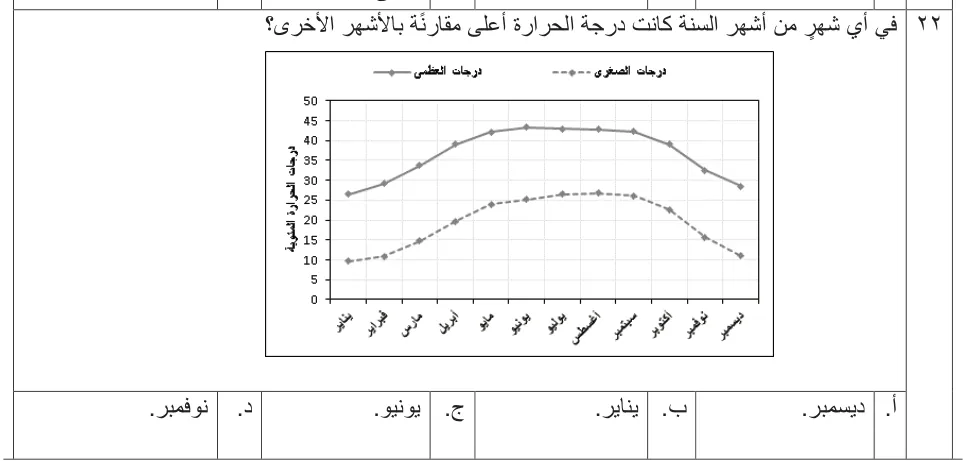 ٢٢ في أي شهرٍ من أشهر السنة كانت درجة الحرارة أعلى مقارنًة بالأشهر الأخرى؟
درجات العظمى درجات الصغرى
درجات الحرارة المئوية
50
45
40
35
30
25
20
15
10
5
0
يناير فبراير مارس أبريل مايو يونيو يوليو أغسطس سبتمبر أكتوبر نوفمبر ديسمبر
أ. ديسمبر. ب. يناير. ج. يونيو. د. نوفمبر.